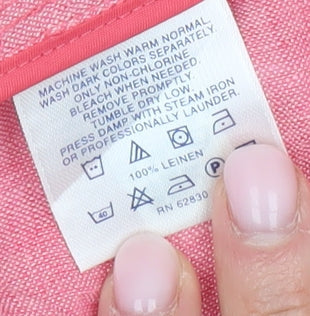 MACHINE WASH WARM NORMAL,
WASH DARK COLORS SEPARATELY.
ONLY NON-CHLORINE
BLEACH WHEN NEEDED.
REMOVE PROMPTLY.
TUMBLE DRY LOW.
PRESS DAMP WITH STEAM IRON
OR PROFESSIONALLY LAUNDER.
100% LEINEN
P
40
RN 62830